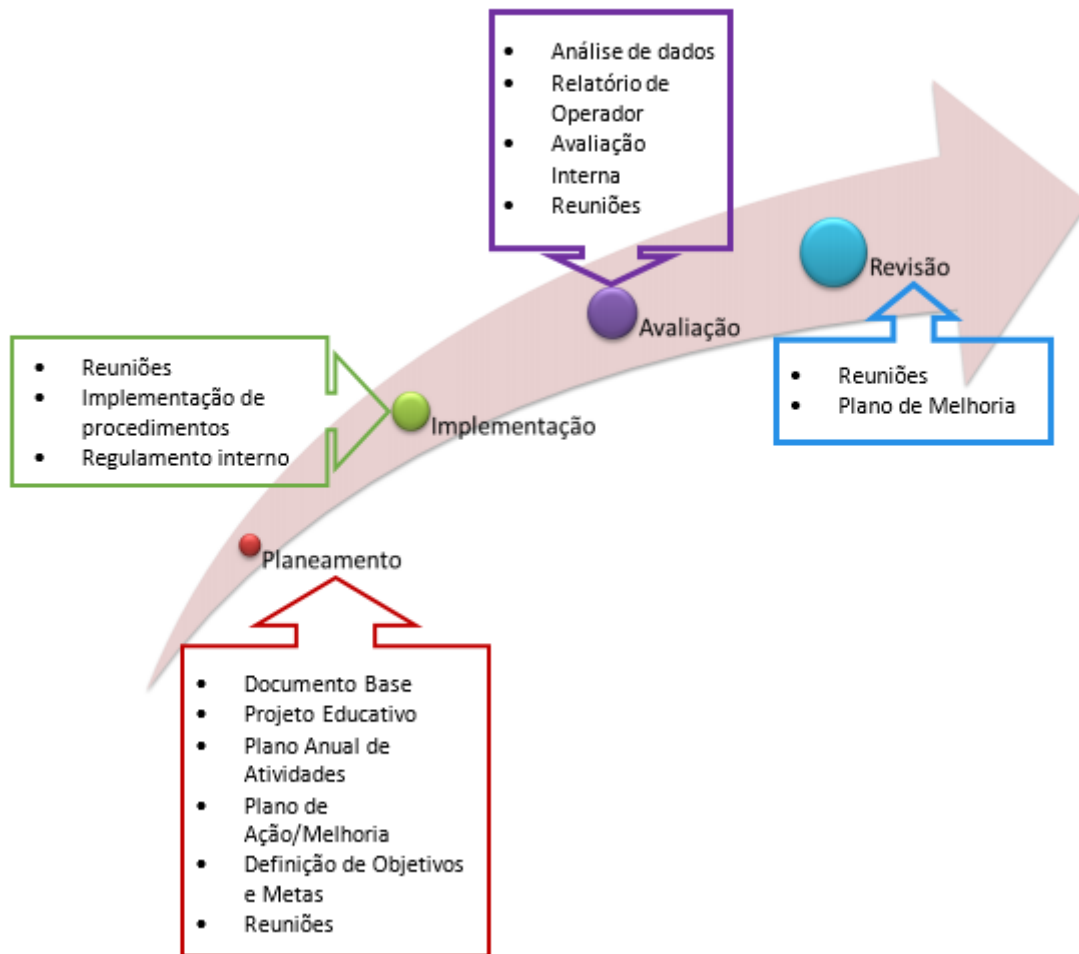 • Análise de dados
• Relatório de
Operador
• Avaliação
Interna
• Reuniões
Revisão
Avaliação
• Reuniões
• Plano de Melhoria
• Reuniões
• Implementação de
procedimentos
• Regulamento interno
Implementação
Planeamento
• Documento Base
• Projeto Educativo
• Plano Anual de
Atividades
• Plano de
Ação/Melhoria
• Definição de Objetivos
e Metas
• Reuniões